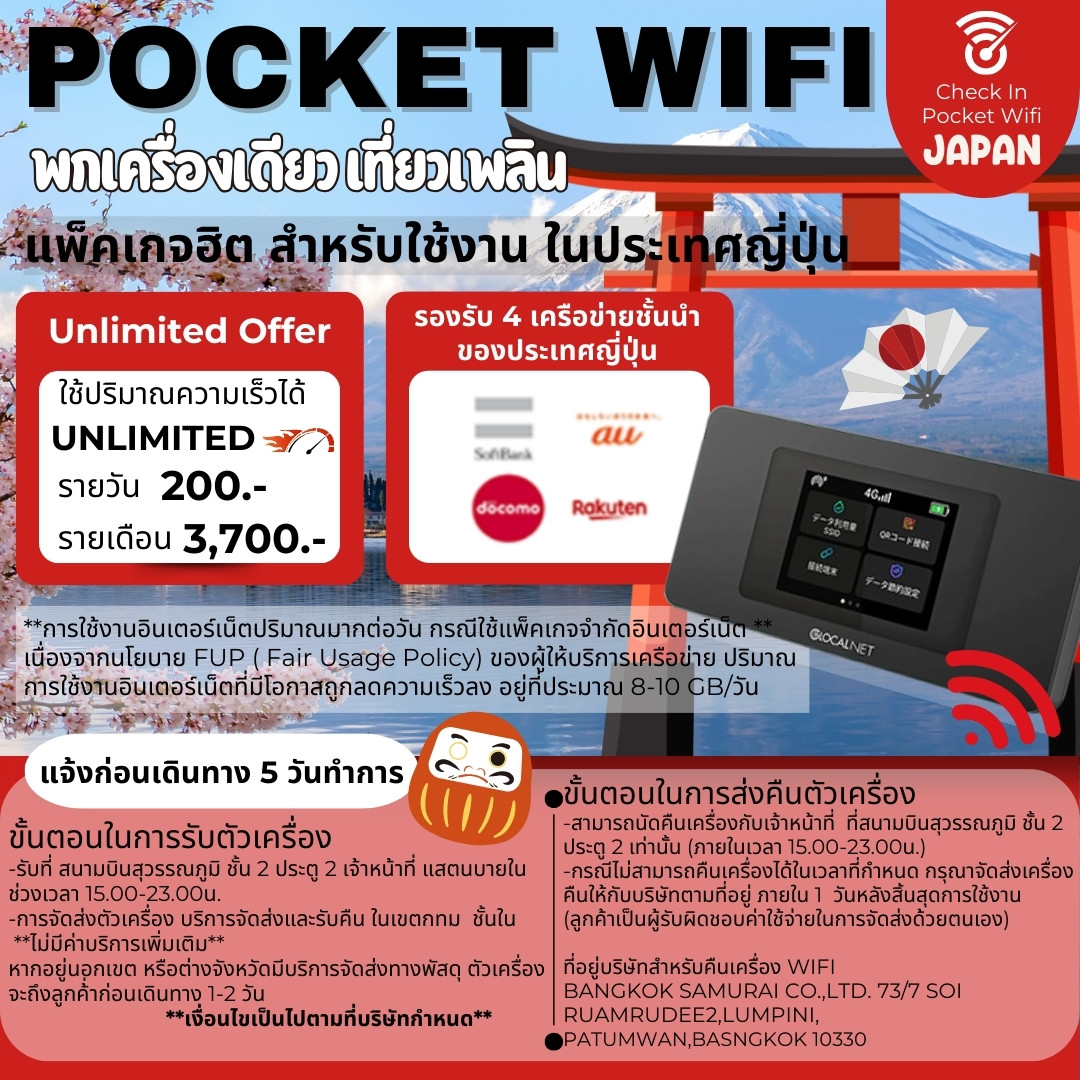 POCKET WIFI
Check In
Pocket Wifi
JAPAN
พกเครื่องเดียว เที่ยวเพลิน
แพ็คเกจฮิต สำหรับใช้งาน ในประเทศญี่ปุ่น
Unlimited Offer
ใช้ปริมาณความเร็วได้
UNLIMITED
รายวัน 200.-
รายเดือน 3,700.-
รองรับ 4 เครือข่ายชั้นนำ
ของประเทศญี่ปุ่น
SoftBank
au
döcomo
Rakuten
4G
データ利用量
SSID
QRコード接続
接続端末
データ節約設定
GLOCALNET
**การใช้งานอินเตอร์เน็ตปริมาณมากต่อวัน กรณีใช้แพ็คเกจจำกัดอินเตอร์เน็ต **
เนื่องจากนโยบาย FUP ( Fair Usage Policy) ของผู้ให้บริการเครือข่าย ปริมาณ
การใช้งานอินเตอร์เน็ตที่มีโอกาสถูกลดความเร็วลง อยู่ที่ประมาณ 8-10 GB/วัน
แจ้งก่อนเดินทาง 5 วันทำการ
ขั้นตอนในการรับตัวเครื่อง
-รับที่ สนามบินสุวรรณภูมิ ชั้น 2 ประตู 2 เจ้าหน้าที่ แสตนบายใน
ช่วงเวลา 15.00-23.00น.
-การจัดส่งตัวเครื่อง บริการจัดส่งและรับคืน ในเขตกทม ชั้นใน
**ไม่มีค่าบริการเพิ่มเติม**
หากอยู่นอกเขต หรือต่างจังหวัดมีบริการจัดส่งทางพัสดุ ตัวเครื่อง
จะถึงลูกค้าก่อนเดินทาง 1-2 วัน
**เงื่อนไขเป็นไปตามที่บริษัทกำหนด**
ขั้นตอนในการส่งคืนตัวเครื่อง
-สามารถนัดคืนเครื่องกับเจ้าหน้าที่ ที่สนามบินสุวรรณภูมิ ชั้น 2
ประตู 2 เท่านั้น (ภายในเวลา 15.00-23.00น.)
-กรณีไม่สามารถคืนเครื่องได้ในเวลาที่กำหนด กรุณาจัดส่งเครื่อง
คืนให้กับบริษัทตามที่อยู่ ภายใน 1 วันหลังสิ้นสุดการใช้งาน
(ลูกค้าเป็นผู้รับผิดชอบค่าใช้จ่ายในการจัดส่งด้วยตนเอง)
ที่อยู่บริษัทสำหรับคืนเครื่อง WIFI
BANGKOK SAMURAI CO.,LTD. 73/7 SOI
RUAMRUDEE2,LUMPINI,
PATUMWAN,BASNGKOK 10330